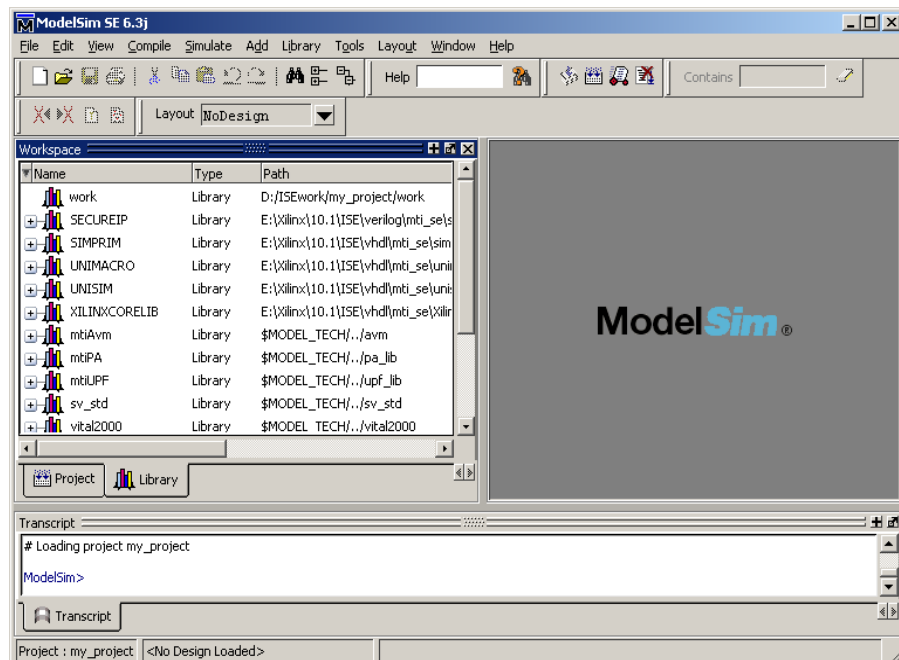 ModelSim SE 6.3j
File Edit View Compile Simulate Add Library Tools Layout Window Help
Help Contains
Layout NoDesign
Workspace
Name Type Path
work Library D:/ISEwork/my_project/work
SECUREIP Library E:\Xilinx\10.1\ISE\verilog\mti_se\s
SIMPRIM Library E:\Xilinx\10.1\ISE\vhdl\mti_se\sim
UNIMACRO Library E:\Xilinx\10.1\ISE\vhdl\mti_se\uni
UNISIM Library E:\Xilinx\10.1\ISE\vhdl\mti_se\unis
XILINXCORELIB Library E:\Xilinx\10.1\ISE\vhdl\mti_se\Xilir
mtiAvm Library $MODEL_TECH/../avm
mtiPA Library $MODEL_TECH/../pa_lib
mtiUPF Library $MODEL_TECH/../upf_lib
sv_std Library $MODEL_TECH/../sv_std
vital2000 Library $MODEL_TECH/../vital2000
Project Library
ModelSim ®
Transcript
# Loading project my_project
ModelSim>
Transcript
Project : my_project <No Design Loaded>